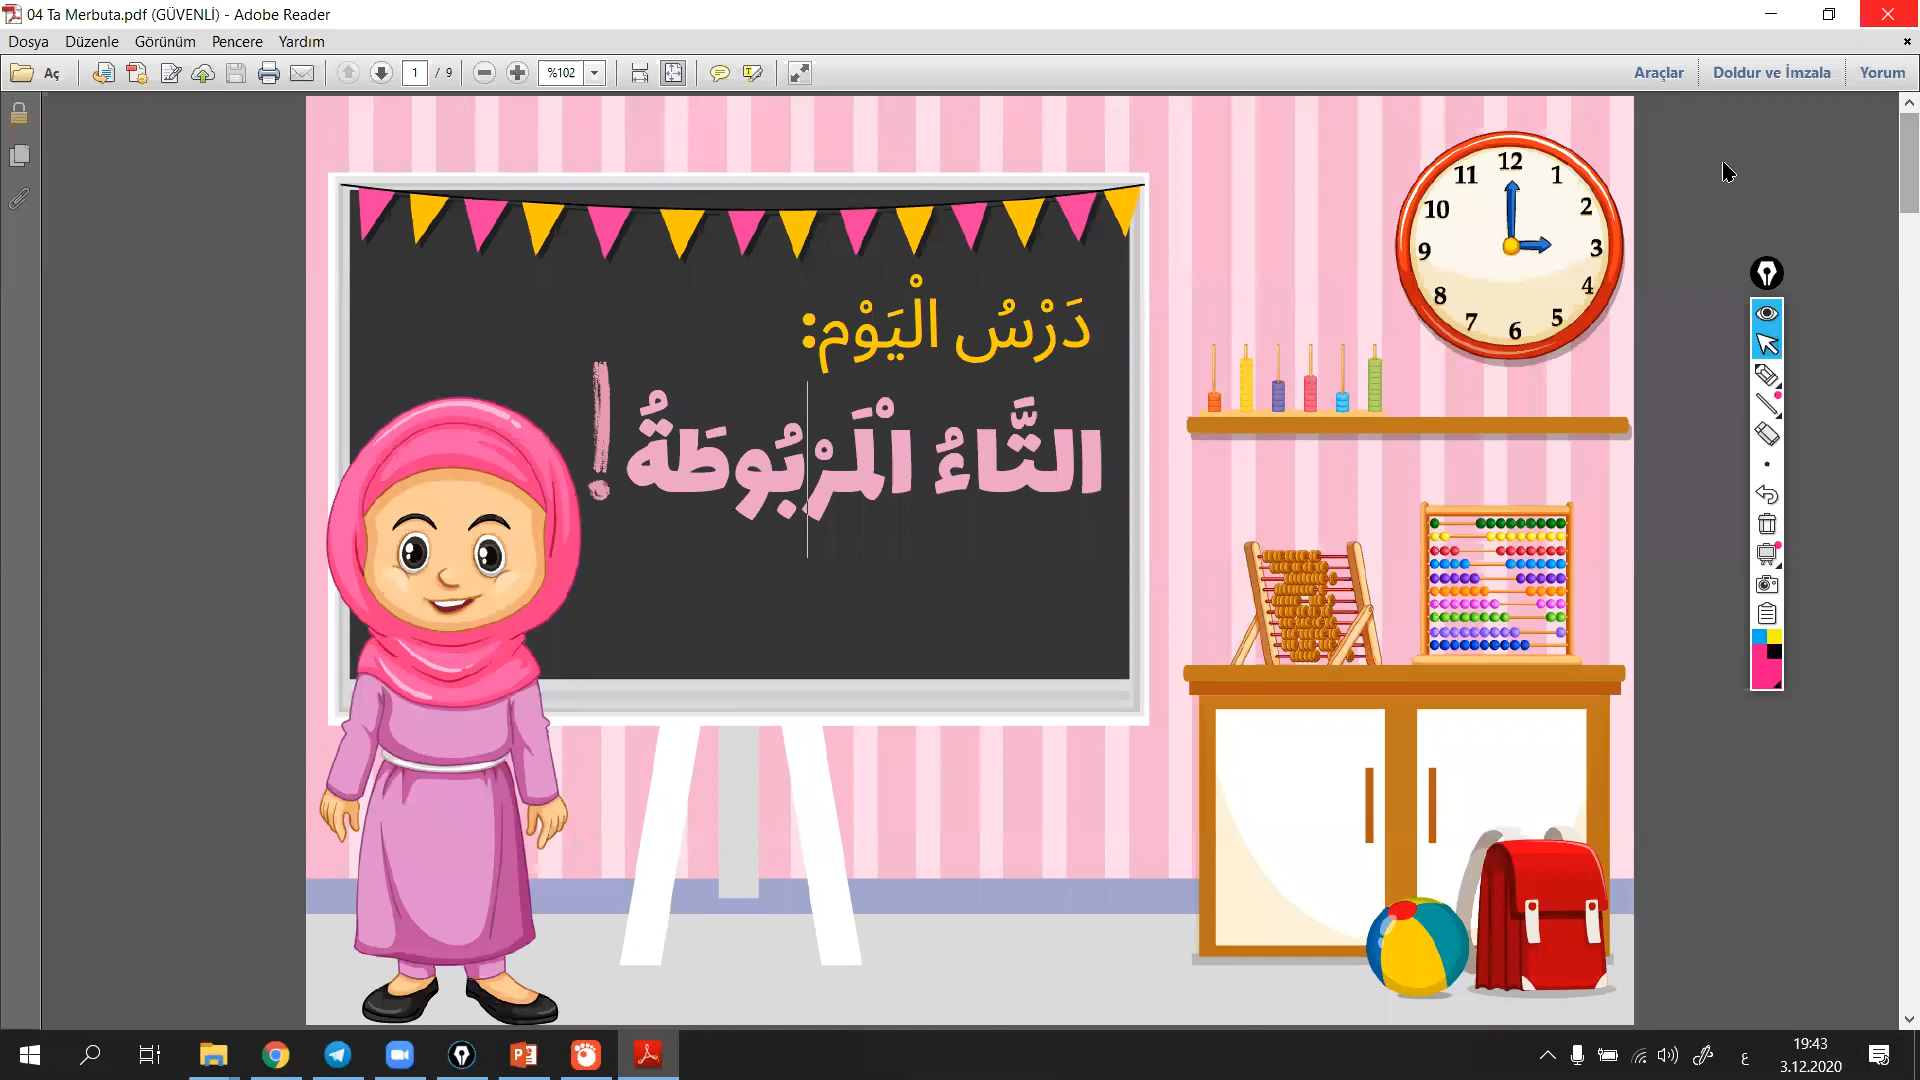 04 Ta Merbuta.pdf (GÜVENLİ) - Adobe Reader
Dosya Düzenle Görünüm Pencere Yardım
Aç 1 / 9 %102 Araçlar Doldur ve İmzala Yorum
دَرْسُ الْيَوْم:
التَّاءُ الْمَرْبُوطَةُ!
12
11 1
10 2
9 3
8 4
7 5
6
ع
19:43
3.12.2020